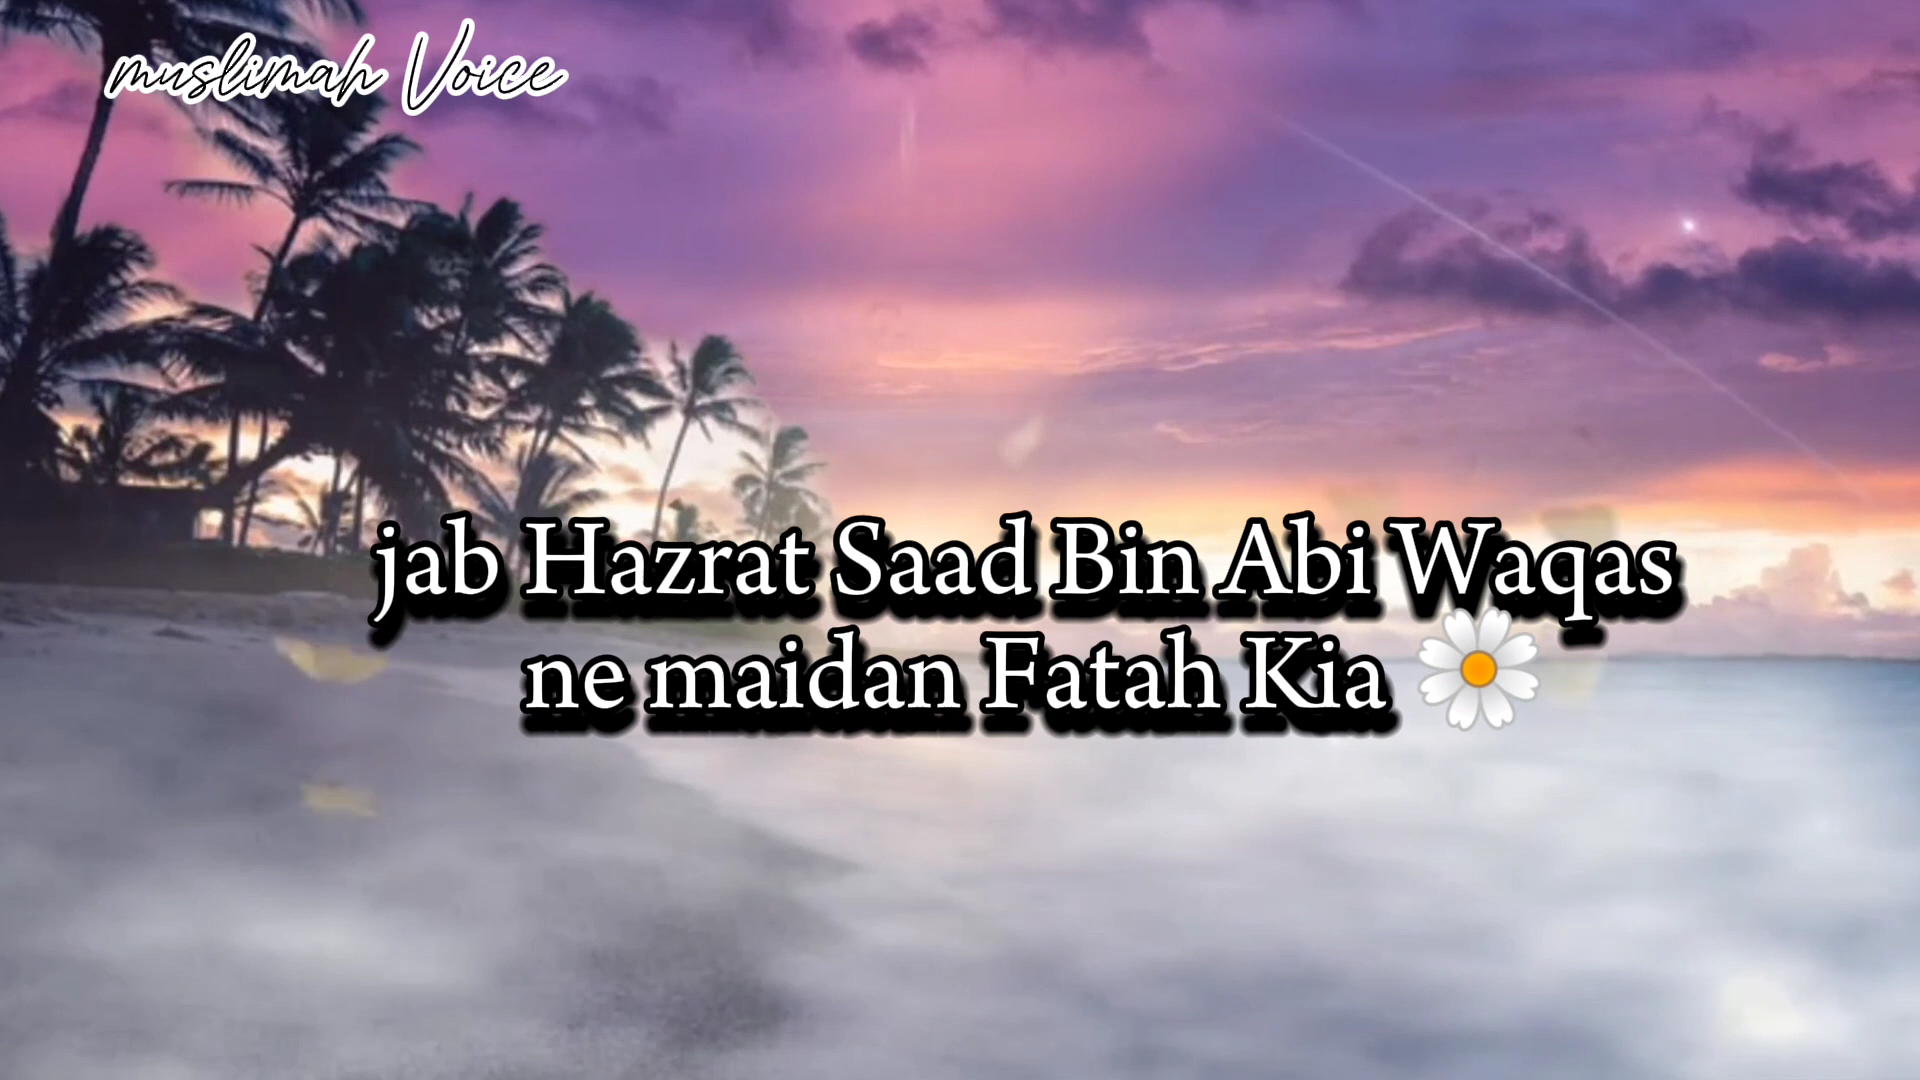 muslimah Voice
jab Hazrat Saad Bin Abi Waqas
ne maidan Fatah Kia 🌼